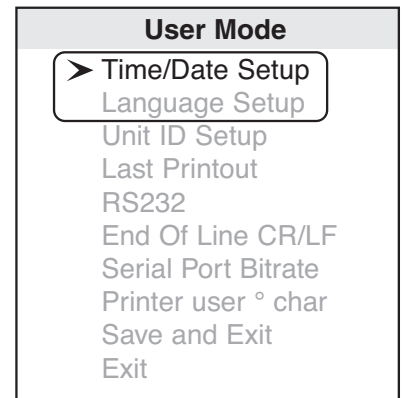 User Mode
➤ Time/Date Setup
Language Setup
Unit ID Setup
Last Printout
RS232
End Of Line CR/LF
Serial Port Bitrate
Printer user ° char
Save and Exit
Exit